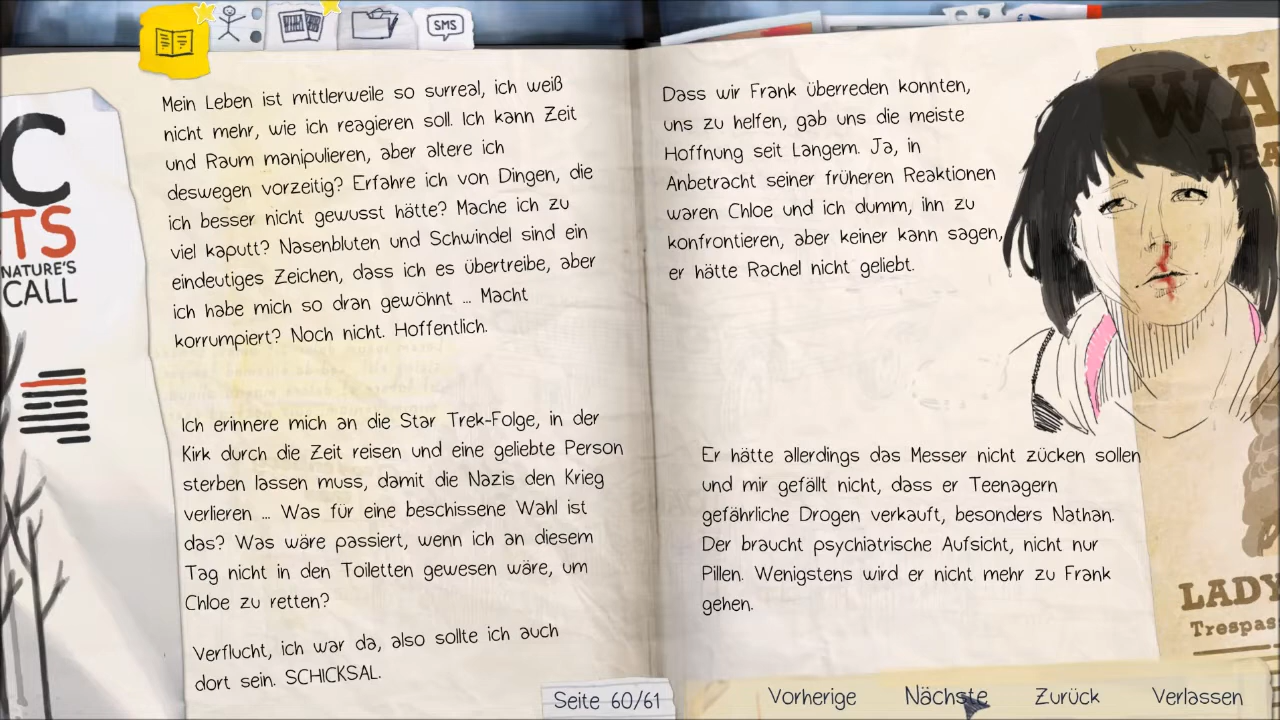 SMS
C
TS
NATURE'S
CALL
Mein Leben ist mittlerweile so surreal, ich weiß
nicht mehr, wie ich reagieren soll. Ich kann Zeit
und Raum manipulieren, aber altere ich
deswegen vorzeitig? Erfahre ich von Dingen, die
ich besser nicht gewusst hätte? Mache ich zu
viel kaputt? Nasenbluten und Schwindel sind ein
eindeutiges Zeichen, dass ich es übertreibe, aber
ich habe mich so dran gewöhnt ... Macht
korrumpiert? Noch nicht. Hoffentlich.
Ich erinnere mich an die Star Trek-Folge, in der
Kirk durch die Zeit reisen und eine geliebte Person
sterben lassen muss, damit die Nazis den Krieg
verlieren ... Was für eine beschissene Wahl ist
das? Was wäre passiert, wenn ich an diesem
Tag nicht in den Toiletten gewesen wäre, um
Chloe zu retten?
Verflucht, ich war da, also sollte ich auch
dort sein. SCHICKSAL.
Dass wir Frank überreden konnten,
uns zu helfen, gab uns die meiste
Hoffnung seit Langem. Ja, in
Anbetracht seiner früheren Reaktionen
waren Chloe und ich dumm, ihn zu
konfrontieren, aber keiner kann sagen,
er hätte Rachel nicht geliebt.
Er hätte allerdings das Messer nicht zücken sollen
und mir gefällt nicht, dass er Teenagern
gefährliche Drogen verkauft, besonders Nathan.
Der braucht psychiatrische Aufsicht, nicht nur
Pillen. Wenigstens wird er nicht mehr zu Frank
gehen.
WA
DEA
LADY
Trespas
Seite 60/61
Vorherige Nächste Zurück Verlassen